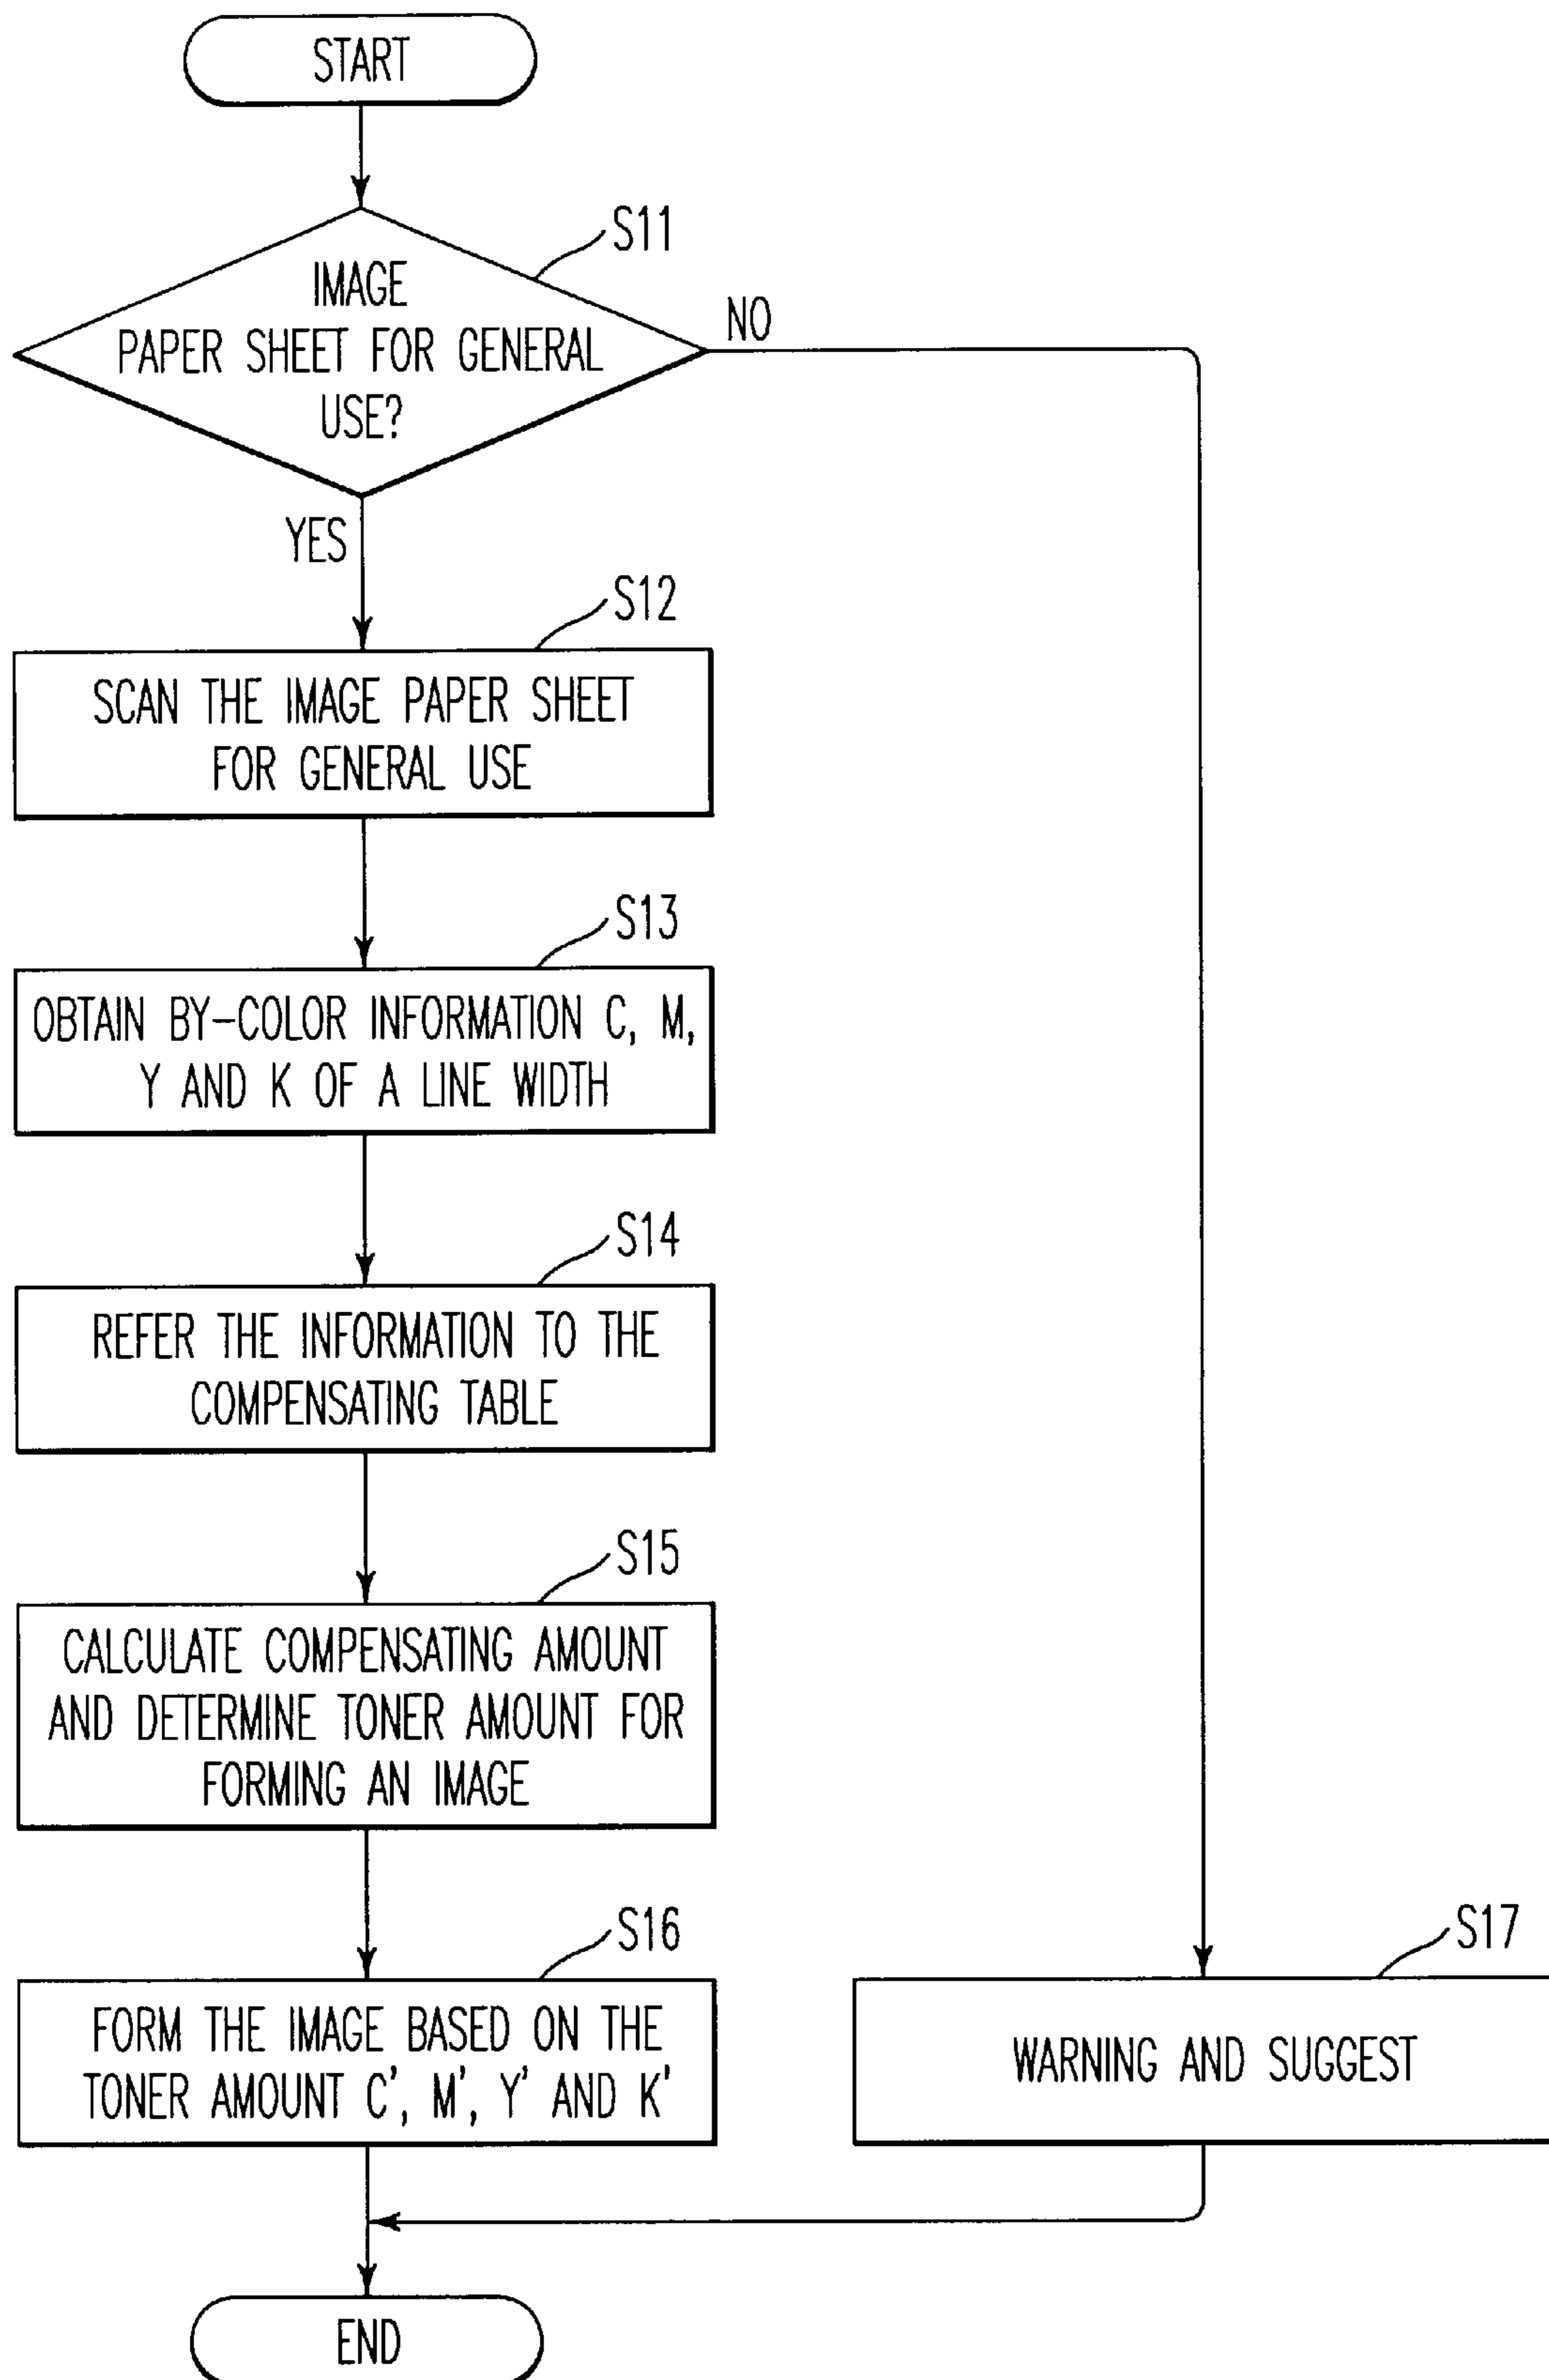 START
S11
IMAGE
PAPER SHEET FOR GENERAL
USE?
NO
YES
S12
SCAN THE IMAGE PAPER SHEET
FOR GENERAL USE
S13
OBTAIN BY-COLOR INFORMATION C, M,
Y AND K OF A LINE WIDTH
S14
REFER THE INFORMATION TO THE
COMPENSATING TABLE
S15
CALCULATE COMPENSATING AMOUNT
AND DETERMINE TONER AMOUNT FOR
FORMING AN IMAGE
S16
FORM THE IMAGE BASED ON THE
TONER AMOUNT C', M', Y' AND K'
S17
WARNING AND SUGGEST
END